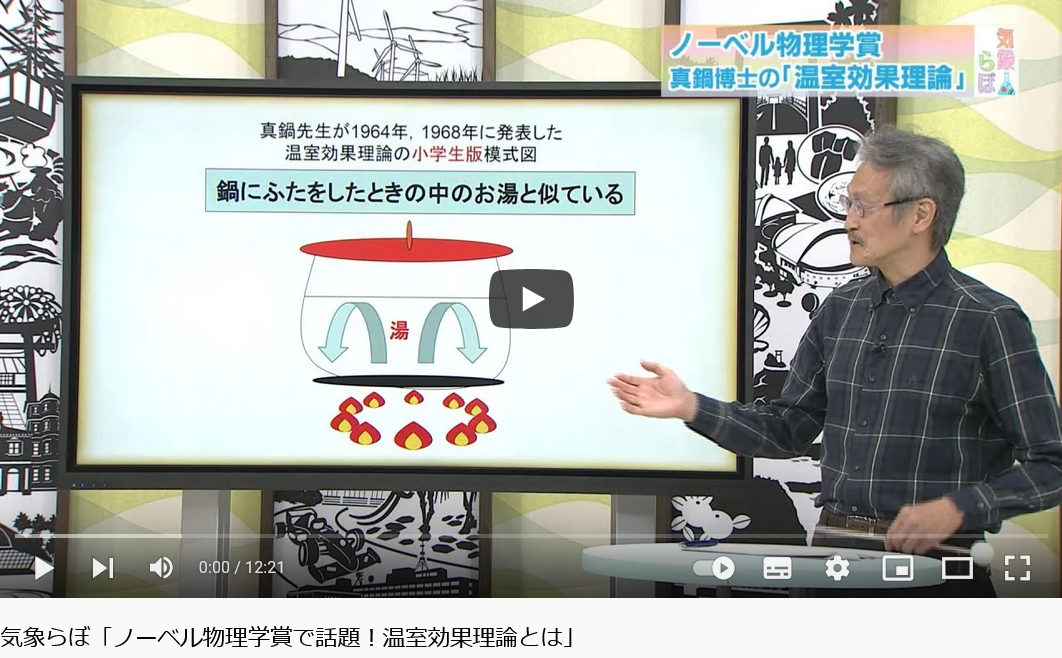 ノーベル物理学賞
真鍋博士の「温室効果理論」
気象らぼ
真鍋先生が1964年，1968年に発表した
温室効果理論の小学生版模式図
鍋にふたをしたときの中のお湯と似ている
湯
0:00 / 12:21
気象らぼ「ノーベル物理学賞で話題！温室効果理論とは」